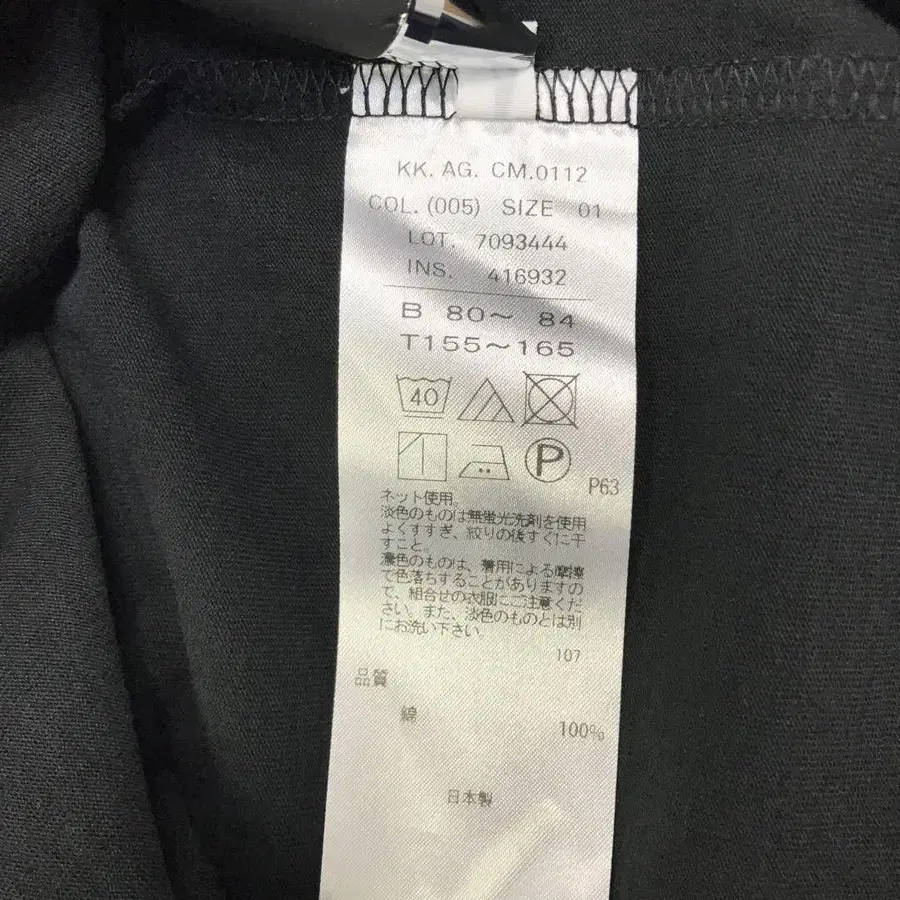 KK. AG. CM.0112
COL. (005) SIZE 01
LOT. 7093444
INS. 416932
B 80～ 84
T155～165
40
P
P63
ネット使用。
淡色のものは無蛍光洗剤を使用
よくすすぎ、絞りの後すぐに干
すこと。
濃色のものは、着用による摩擦
で色落ちすることがありますの
で、組合せの衣服にご注意くだ
さい。また、淡色のものとは別
にお洗い下さい。
107
品質
綿 100%
日本製